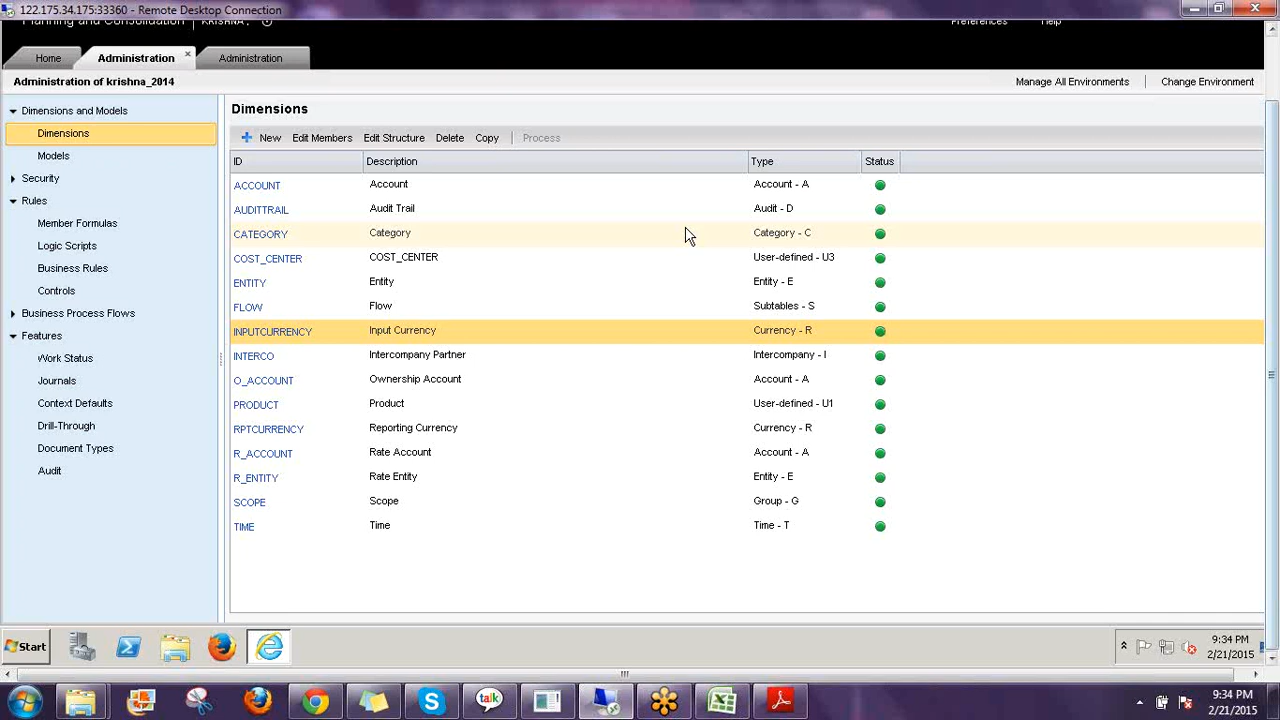 122.175.34.175:33360 - Remote Desktop Connection
Planning and Consolidation | KRISHNA. Preferences Help
Home Administration × Administration
Administration of krishna_2014 Manage All Environments | Change Environment
Dimensions and Models
Dimensions
Models
Security
Rules
Member Formulas
Logic Scripts
Business Rules
Controls
Business Process Flows
Features
Work Status
Journals
Context Defaults
Drill-Through
Document Types
Audit
Dimensions
New Edit Members Edit Structure Delete Copy | Process
ID Description Type Status
ACCOUNT Account Account - A
AUDITTRAIL Audit Trail Audit - D
CATEGORY Category Category - C
COST_CENTER COST_CENTER User-defined - U3
ENTITY Entity Entity - E
FLOW Flow Subtables - S
INPUTCURRENCY Input Currency Currency - R
INTERCO Intercompany Partner Intercompany - I
O_ACCOUNT Ownership Account Account - A
PRODUCT Product User-defined - U1
RPTCURRENCY Reporting Currency Currency - R
R_ACCOUNT Rate Account Account - A
R_ENTITY Rate Entity Entity - E
SCOPE Scope Group - G
TIME Time Time - T
Start
9:34 PM
2/21/2015
talk
9:34 PM
2/21/2015